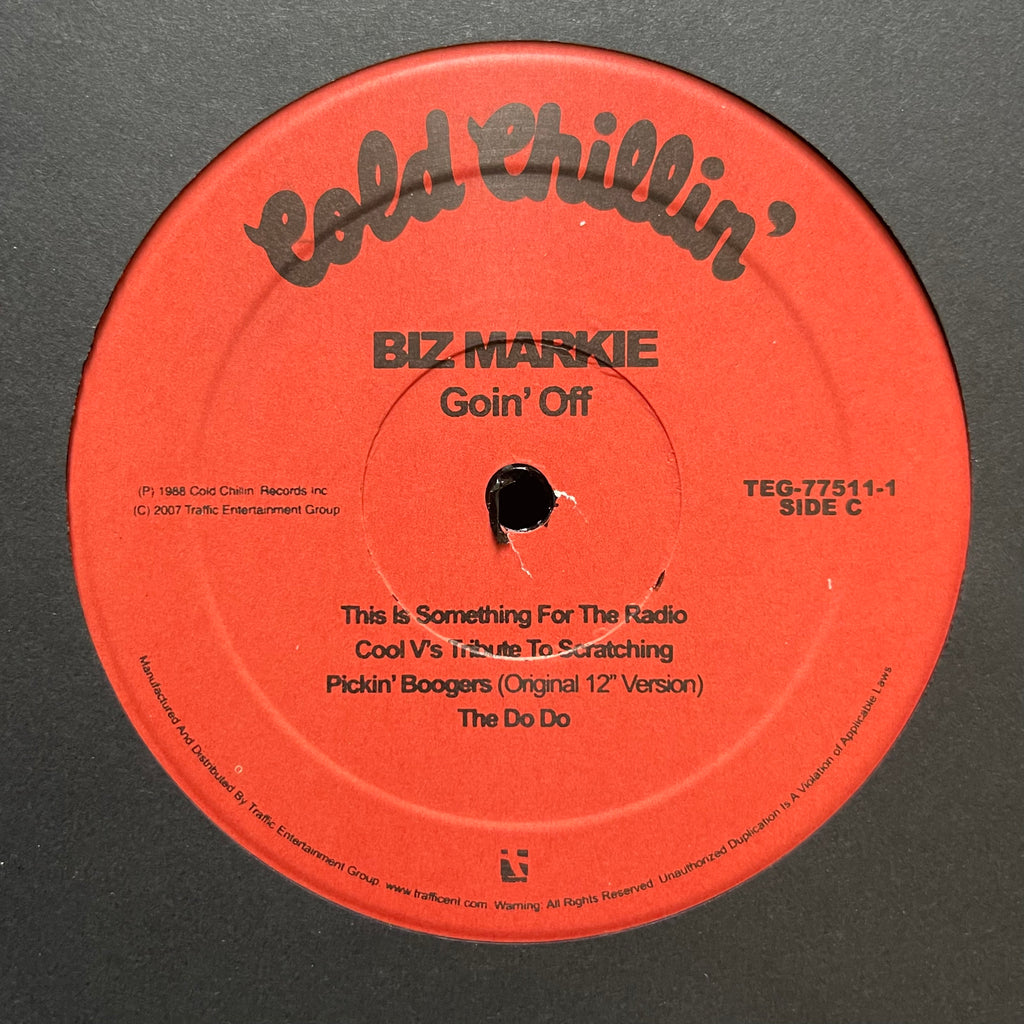 Cold Chillin'
BIZ MARKIE
Goin' Off
(P) 1988 Cold Chillin' Records Inc
(C) 2007 Traffic Entertainment Group
TEG-77511-1
SIDE C
This Is Something For The Radio
Cool V's Tribute To Scratching
Pickin' Boogers (Original 12" Version)
The Do Do
Manufactured And Distributed By Traffic Entertainment Group. www.trafficent.com Warning: All Rights Reserved. Unauthorized Duplication Is A Violation of Applicable Laws